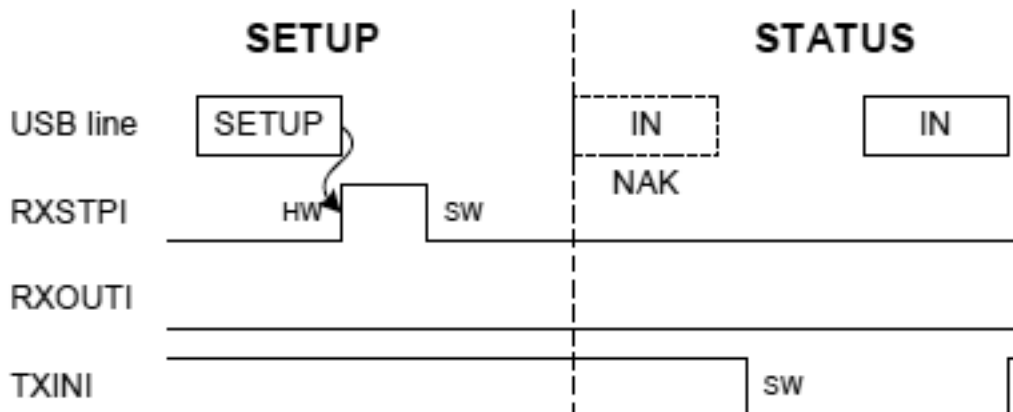 SETUP STATUS
USB line SETUP IN IN
NAK
RXSTPI HW SW
RXOUTI
TXINI SW